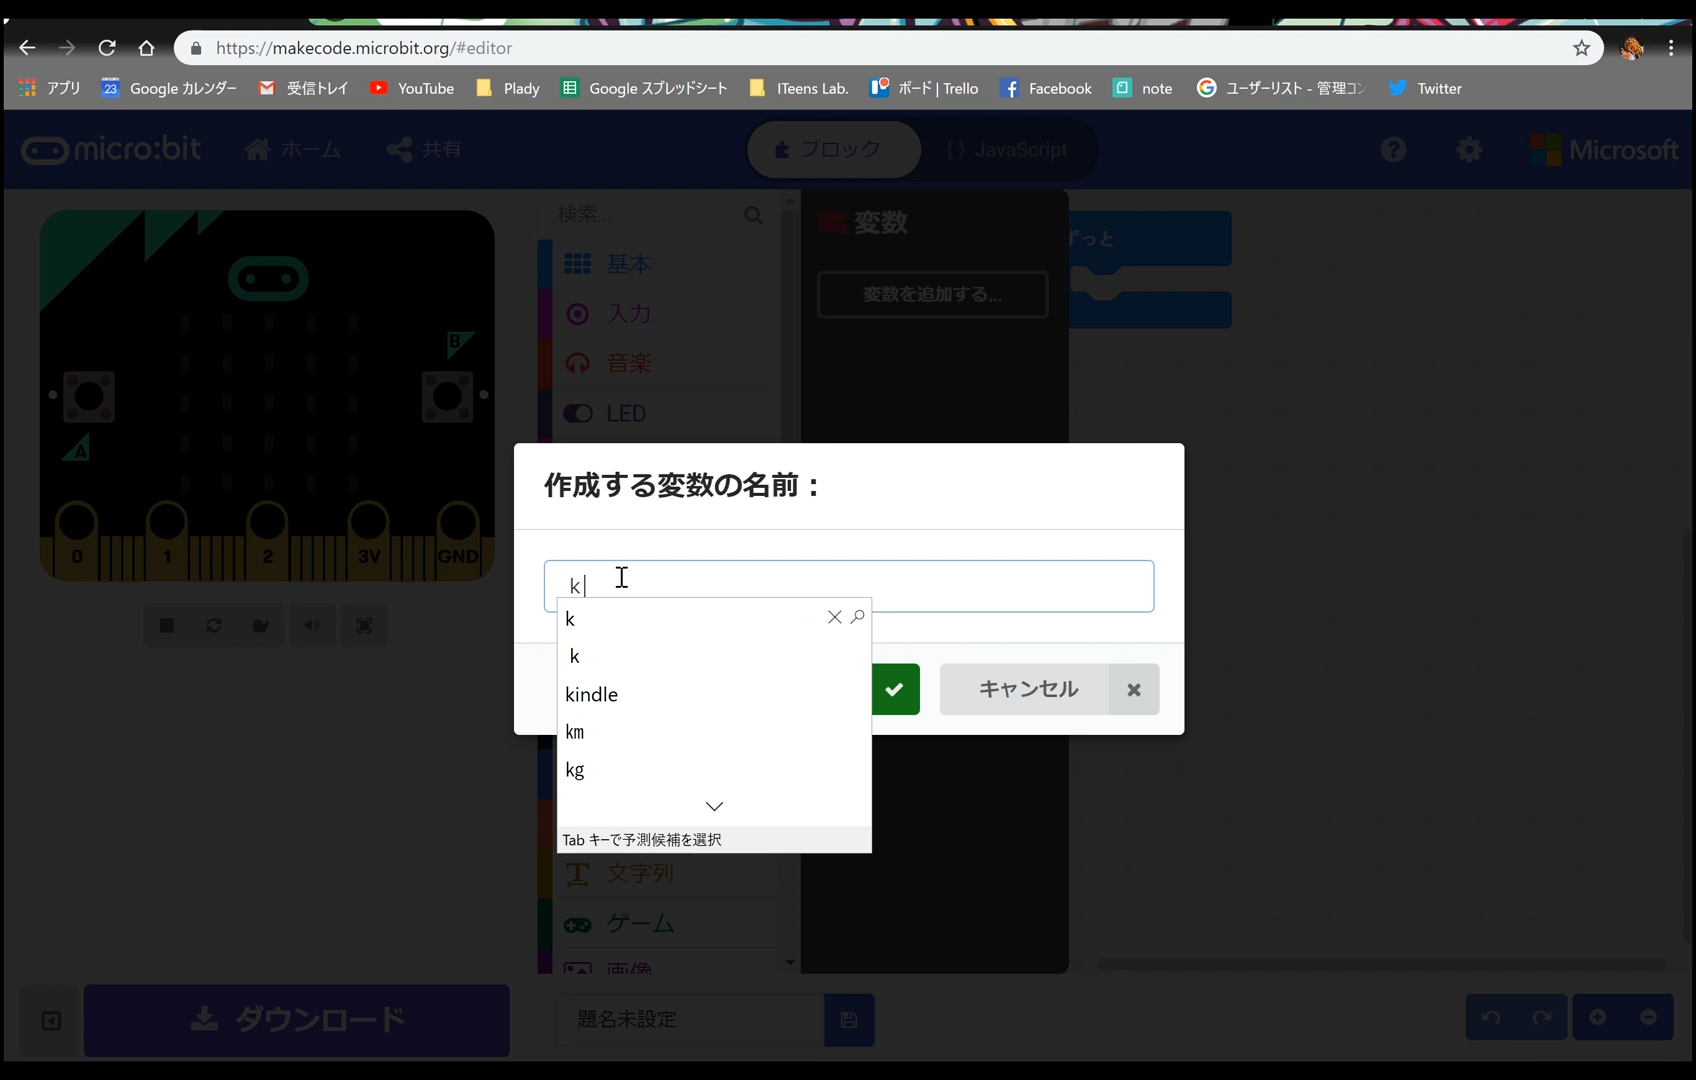 https://makecode.microbit.org/#editor
アプリ 23 Google カレンダー 受信トレイ YouTube Plady Google スプレッドシート ITeens Lab. ボード | Trello Facebook note ユーザーリスト - 管理コン Twitter
micro:bit ホーム 共有 ブロック {} JavaScript ? Microsoft
検索...
変数
ずっと
基本
変数を追加する...
入力
B
音楽
LED
A
作成する変数の名前：
0 1 2 3V GND
k
k
k
キャンセル
kindle
km
kg
Tab キーで予測候補を選択
文字列
ゲーム
画像
ダウンロード
題名未設定